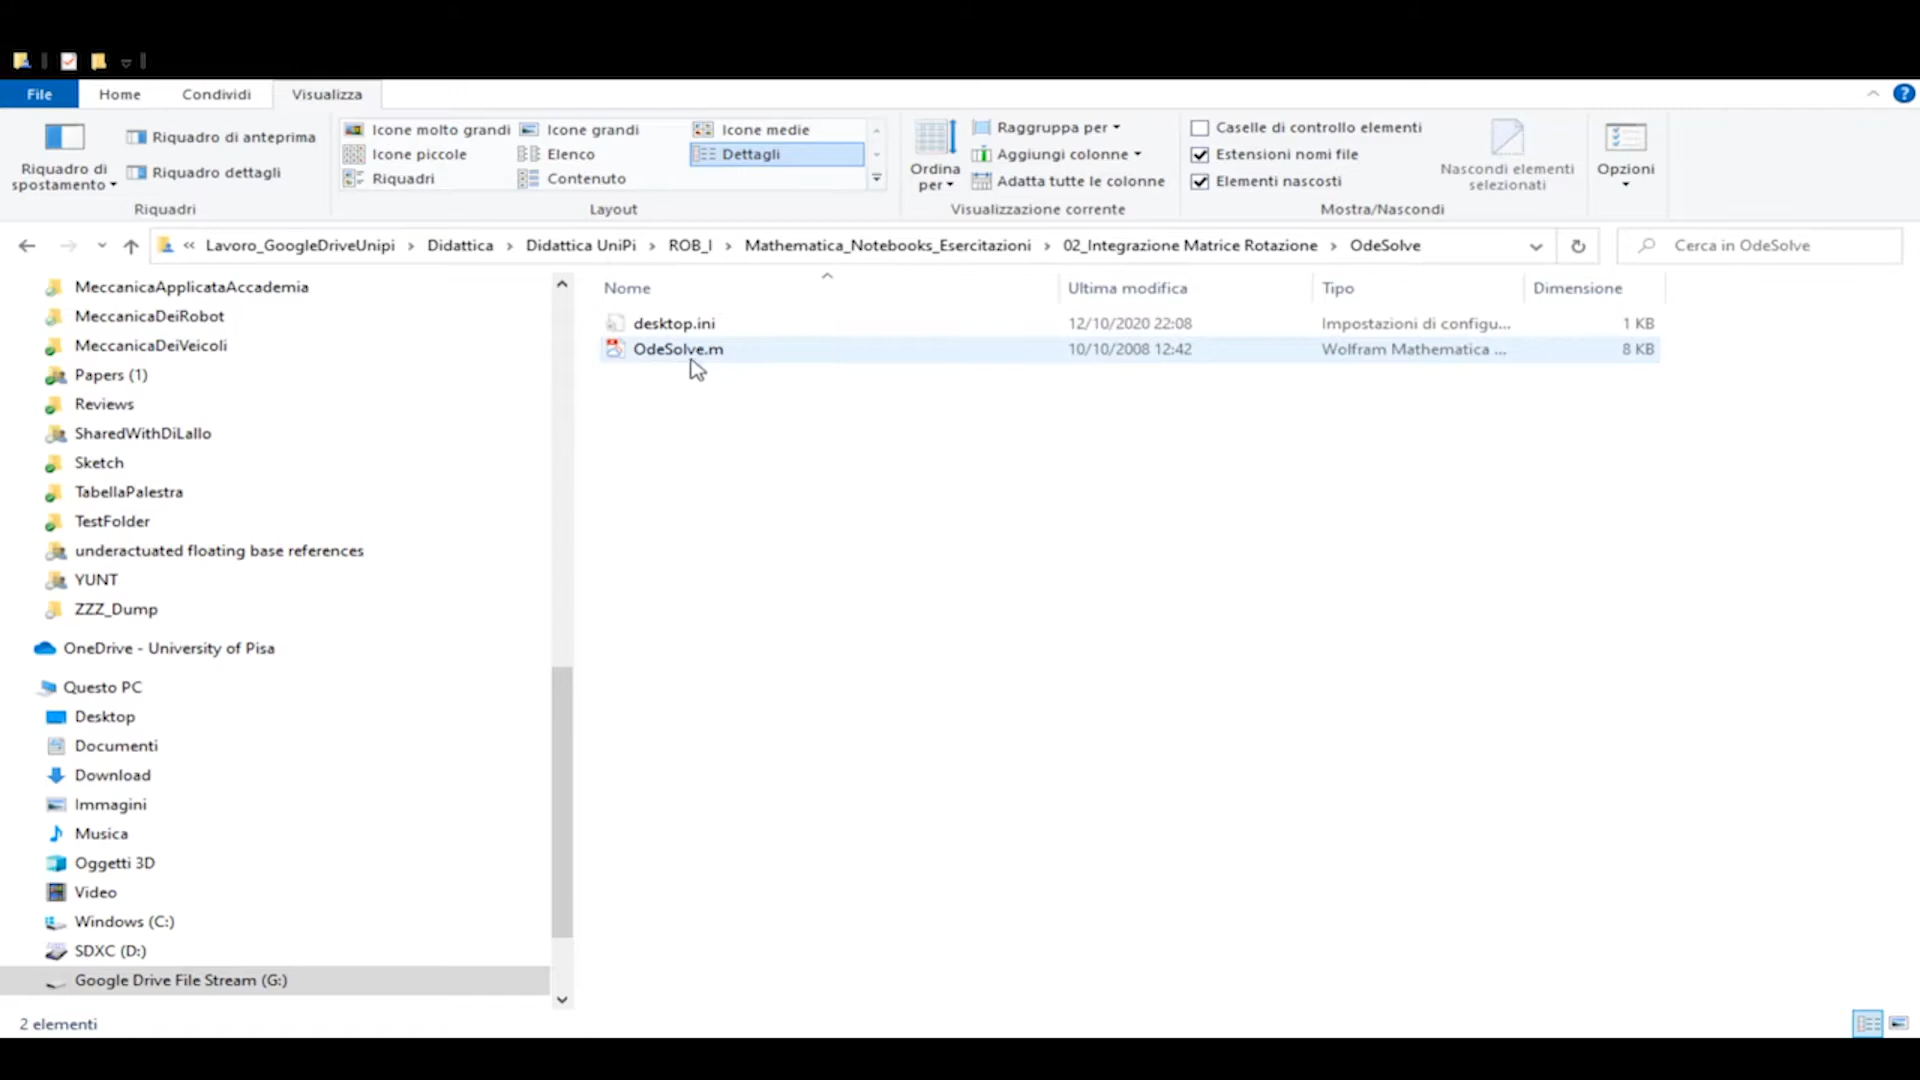 File Home Condividi Visualizza
Riquadro di spostamento
Riquadro di anteprima
Riquadro dettagli
Riquadri
Icone molto grandi Icone grandi Icone medie
Icone piccole Elenco Dettagli
Riquadri Contenuto
Layout
Ordina per
Raggruppa per
Aggiungi colonne
Adatta tutte le colonne
Visualizzazione corrente
Caselle di controllo elementi
Estensioni nomi file
Elementi nascosti
Nascondi elementi selezionati
Mostra/Nascondi
Opzioni
« Lavoro_GoogleDriveUnipi › Didattica › Didattica UniPi › ROB_I › Mathematica_Notebooks_Esercitazioni › 02_Integrazione Matrice Rotazione › OdeSolve
Cerca in OdeSolve
MeccanicaApplicataAccademia
MeccanicaDeiRobot
MeccanicaDeiVeicoli
Papers (1)
Reviews
SharedWithDiLallo
Sketch
TabellaPalestra
TestFolder
underactuated floating base references
YUNT
ZZZ_Dump
OneDrive - University of Pisa
Questo PC
Desktop
Documenti
Download
Immagini
Musica
Oggetti 3D
Video
Windows (C:)
SDXC (D:)
Google Drive File Stream (G:)
Nome Ultima modifica Tipo Dimensione
desktop.ini 12/10/2020 22:08 Impostazioni di configu... 1 KB
OdeSolve.m 10/10/2008 12:42 Wolfram Mathematica ... 8 KB
2 elementi